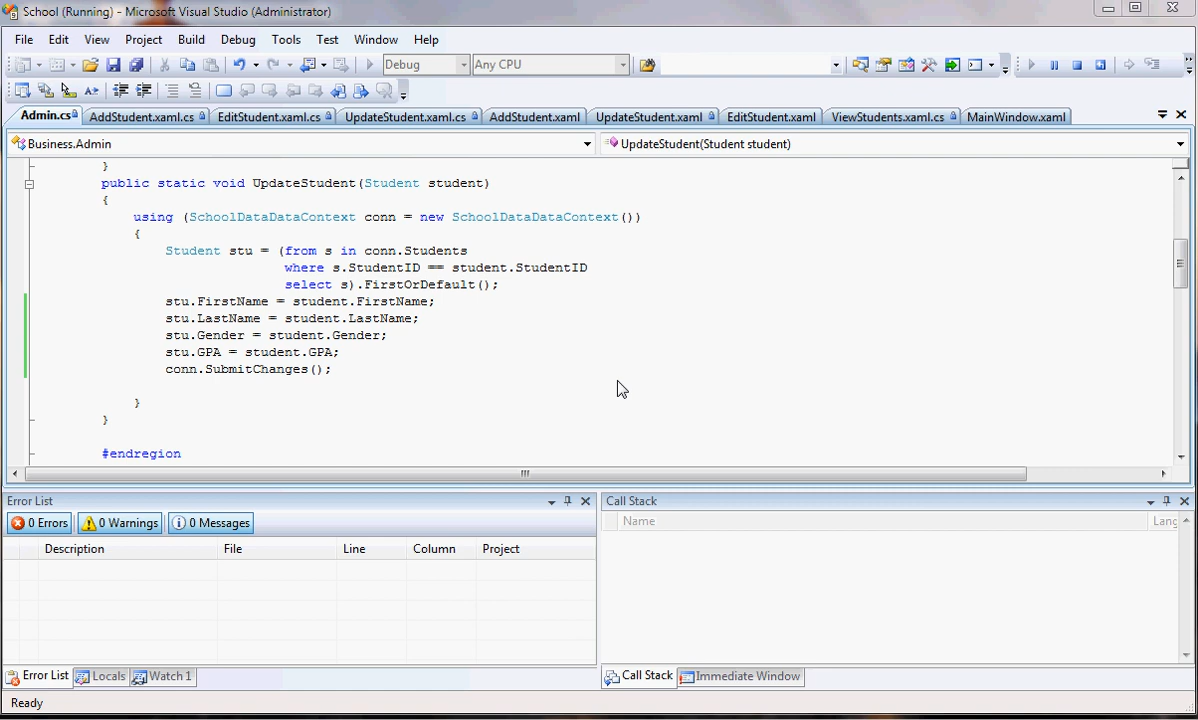 School (Running) - Microsoft Visual Studio (Administrator)
File Edit View Project Build Debug Tools Test Window Help
Debug Any CPU
Admin.cs AddStudent.xaml.cs EditStudent.xaml.cs UpdateStudent.xaml.cs AddStudent.xaml UpdateStudent.xaml EditStudent.xaml ViewStudents.xaml.cs MainWindow.xaml
Business.Admin UpdateStudent(Student student)
}
public static void UpdateStudent(Student student)
{
using (SchoolDataDataContext conn = new SchoolDataDataContext())
{
Student stu = (from s in conn.Students
where s.StudentID == student.StudentID
select s).FirstOrDefault();
stu.FirstName = student.FirstName;
stu.LastName = student.LastName;
stu.Gender = student.Gender;
stu.GPA = student.GPA;
conn.SubmitChanges();
}
}
#endregion
Error List Call Stack
0 Errors 0 Warnings 0 Messages Name Lang
Description File Line Column Project
Error List Locals Watch 1 Call Stack Immediate Window
Ready